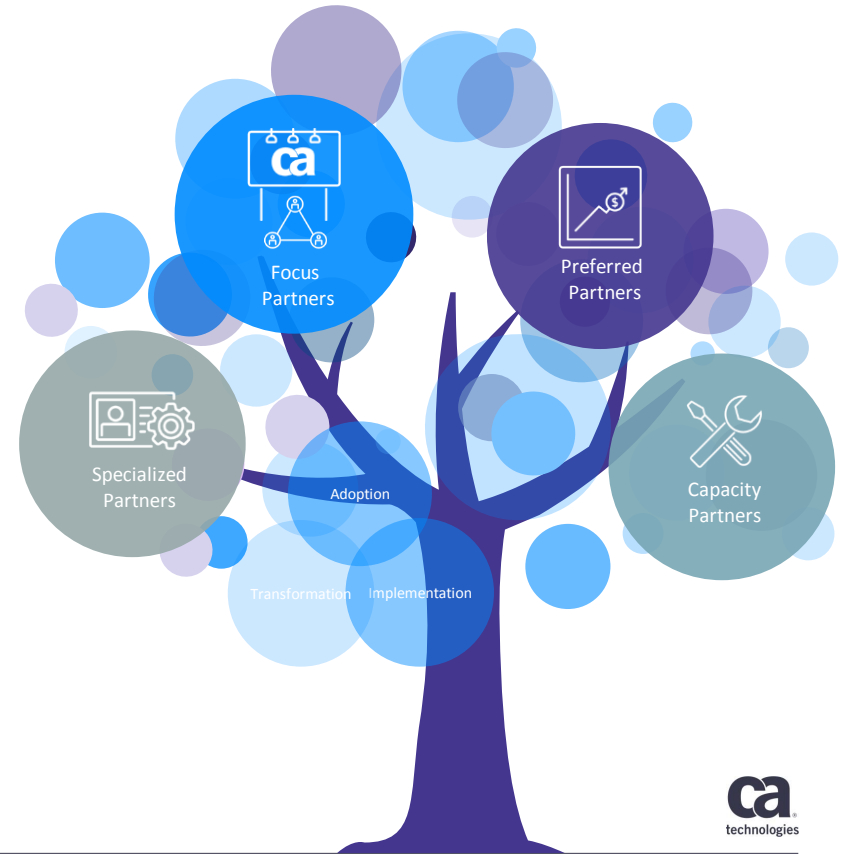 ca
Focus
Partners
$
Preferred
Partners
Specialized
Partners
Capacity
Partners
Adoption
Transformation
Implementation
ca
technologies